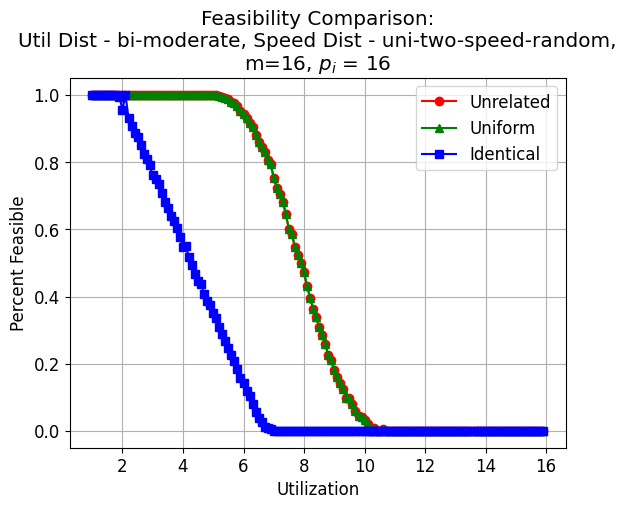 Feasibility Comparison:
Util Dist - bi-moderate, Speed Dist - uni-two-speed-random,
m=16, $p_i$ = 16
Unrelated
Uniform
Identical
Percent Feasible
1.0
0.8
0.6
0.4
0.2
0.0
2 4 6 8 10 12 14 16
Utilization